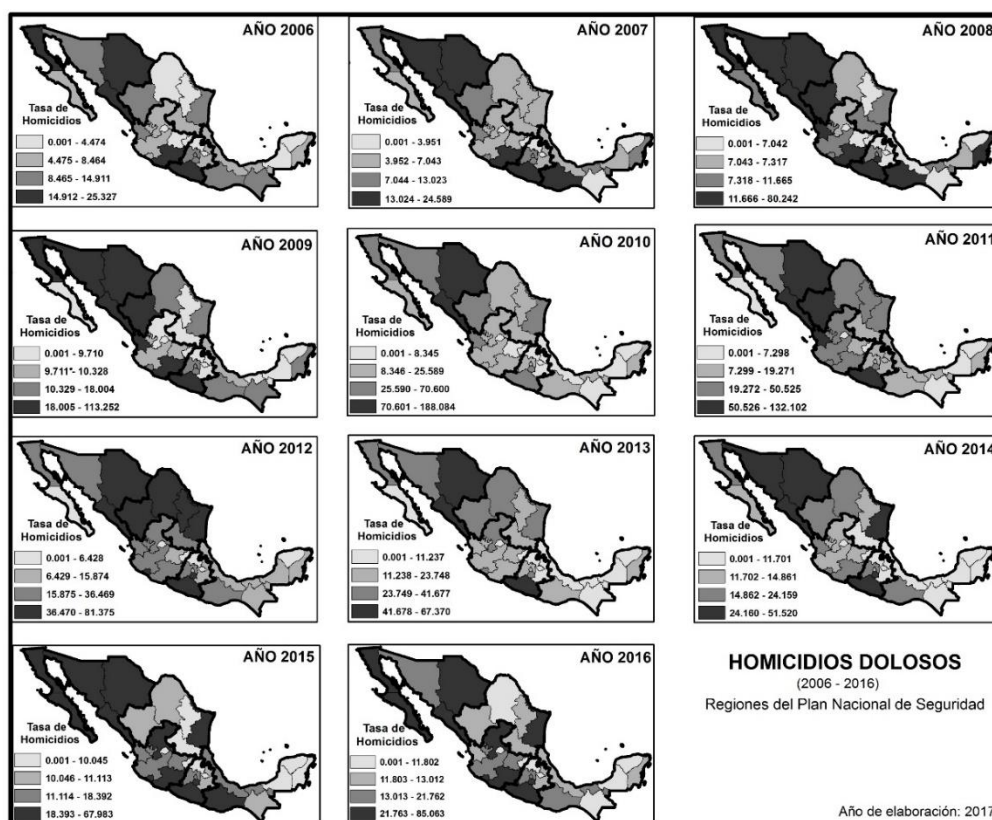 AÑO 2006
Tasa de
Homicidios
0.001 - 4.474
4.475 - 8.464
8.465 - 14.911
14.912 - 25.327
AÑO 2007
Tasa de
Homicidios
0.001 - 3.951
3.952 - 7.043
7.044 - 13.023
13.024 - 24.589
AÑO 2008
Tasa de
Homicidios
0.001 - 7.042
7.043 - 7.317
7.318 - 11.665
11.666 - 80.242
AÑO 2009
Tasa de
Homicidios
0.001 - 9.710
9.711" - 10.328
10.329 - 18.004
18.005 - 113.252
AÑO 2010
Tasa de
Homicidios
0.001 - 8.345
8.346 - 25.589
25.590 - 70.600
70.601 - 188.084
AÑO 2011
Tasa de
Homicidios
0.001 - 7.298
7.299 - 19.271
19.272 - 50.525
50.526 - 132.102
AÑO 2012
Tasa de
Homicidios
0.001 - 6.428
6.429 - 15.874
15.875 - 36.469
36.470 - 81.375
AÑO 2013
Tasa de
Homicidios
0.001 - 11.237
11.238 - 23.748
23.749 - 41.677
41.678 - 67.370
AÑO 2014
Tasa de
Homicidios
0.001 - 11.701
11.702 - 14.861
14.862 - 24.159
24.160 - 51.520
AÑO 2015
Tasa de
Homicidios
0.001 - 10.045
10.046 - 11.113
11.114 - 18.392
18.393 - 67.983
AÑO 2016
Tasa de
Homicidios
0.001 - 11.802
11.803 - 13.012
13.013 - 21.762
21.763 - 85.063
HOMICIDIOS DOLOSOS
(2006 - 2016)
Regiones del Plan Nacional de Seguridad
Año de elaboración: 2017